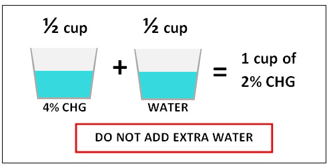 ½ cup ½ cup
+ = 1 cup of
2% CHG
4% CHG WATER
DO NOT ADD EXTRA WATER